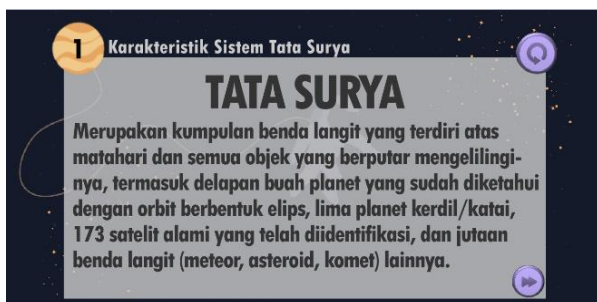 1 Karakteristik Sistem Tata Surya
TATA SURYA
Merupakan kumpulan benda langit yang terdiri atas
matahari dan semua objek yang berputar mengelilingi-
nya, termasuk delapan buah planet yang sudah diketahui
dengan orbit berbentuk elips, lima planet kerdil/katai,
173 satelit alami yang telah diidentifikasi, dan jutaan
benda langit (meteor, asteroid, komet) lainnya.